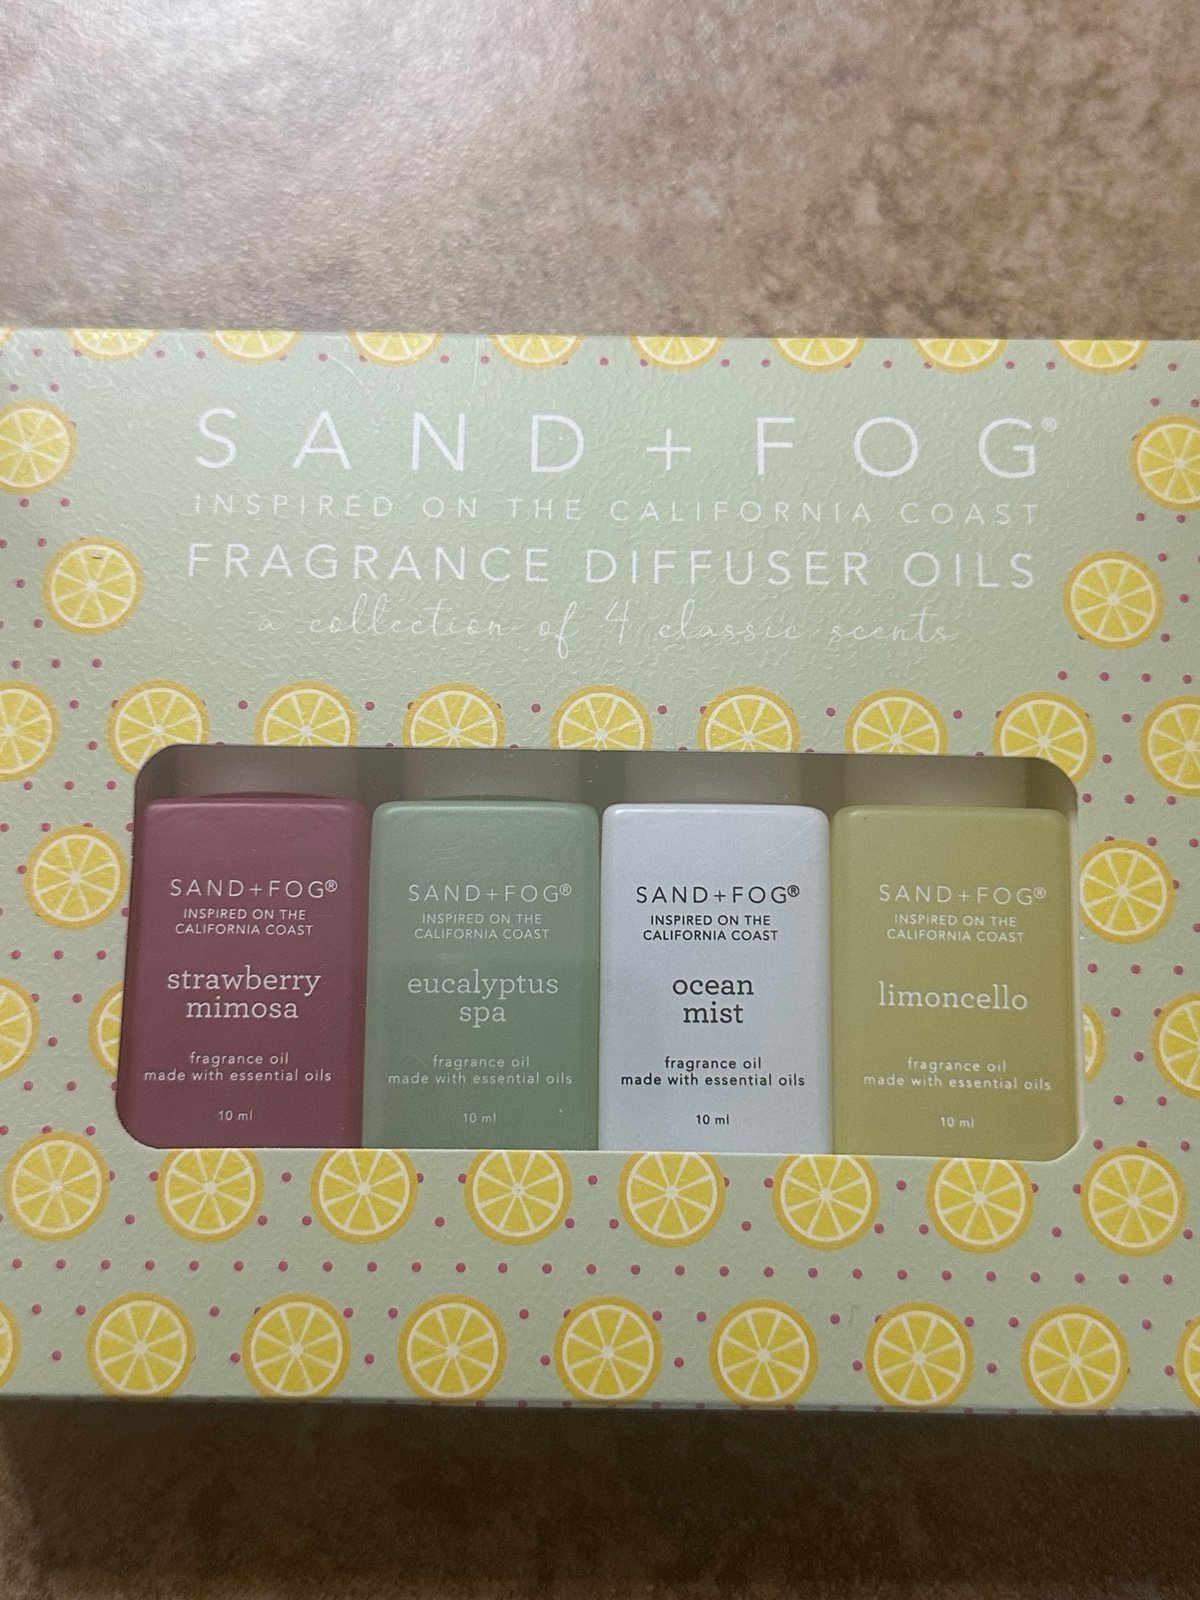 SAND + FOG®
INSPIRED ON THE CALIFORNIA COAST
FRAGRANCE DIFFUSER OILS
a collection of 4 classic scents
SAND+FOG®
INSPIRED ON THE
CALIFORNIA COAST
strawberry
mimosa
fragrance oil
made with essential oils
10 ml
SAND+FOG®
INSPIRED ON THE
CALIFORNIA COAST
eucalyptus
spa
fragrance oil
made with essential oils
10 ml
SAND+FOG®
INSPIRED ON THE
CALIFORNIA COAST
ocean
mist
fragrance oil
made with essential oils
10 ml
SAND+FOG®
INSPIRED ON THE
CALIFORNIA COAST
limoncello
fragrance oil
made with essential oils
10 ml